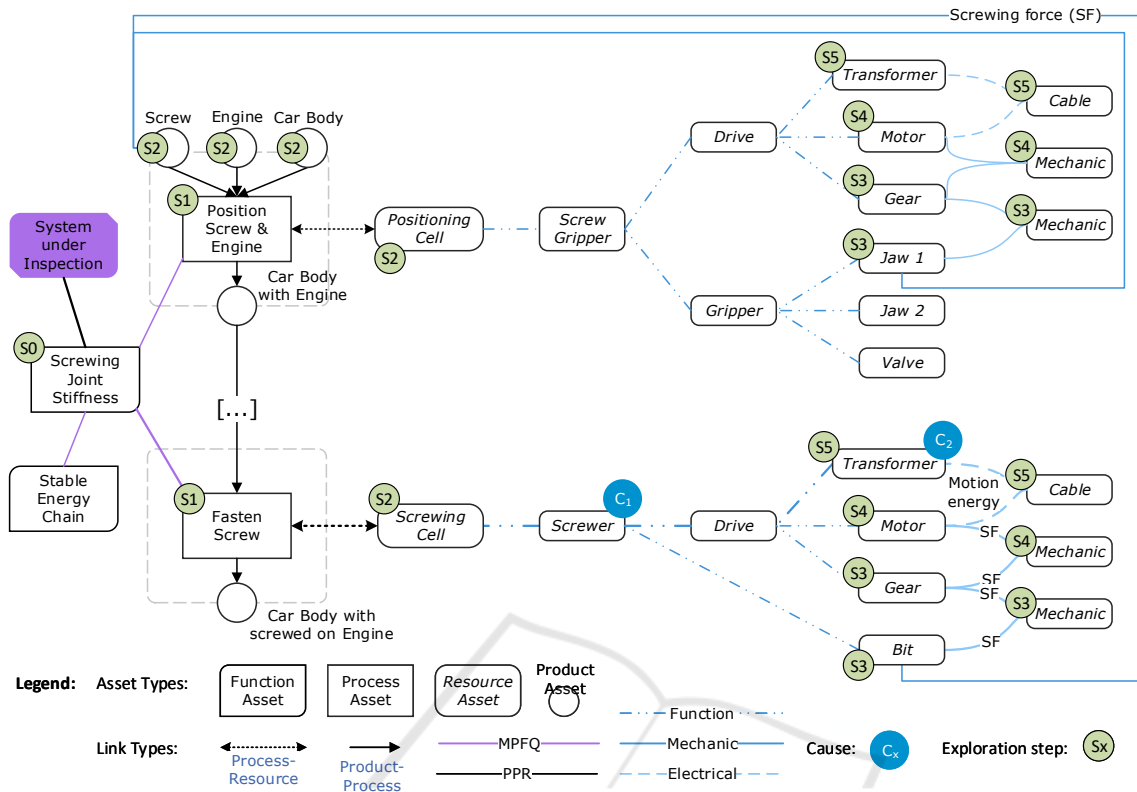 Screwing force (SF)
S5
Transformer
S5
Cable
Screw
Engine
Car Body
S2
S2
S2
S4
Motor
Drive
S4
Mechanic
S1
Position
Screw &
Engine
S3
Gear
S3
Mechanic
System
under
Inspection
Positioning
Cell
S2
Screw
Gripper
S3
Jaw 1
Car Body
with Engine
Gripper
Jaw 2
S0
Screwing
Joint
Stiffness
Valve
[...]
Stable
Energy
Chain
S5
Transformer
C2
S5
Cable
Motion
energy
S1
Fasten
Screw
S2
Screwing
Cell
Screwer
C1
Drive
S4
Motor
SF
S4
Mechanic
S3
Gear
SF
SF
S3
Mechanic
Car Body with
screwed on Engine
Bit
SF
S3
Legend:
Asset Types:
Function
Asset
Process
Asset
Resource
Asset
Product
Asset
Function
Link Types:
Process-
Resource
Product-
Process
MPFQ
PPR
Mechanic
Electrical
Cause:
Cx
Exploration step:
Sx